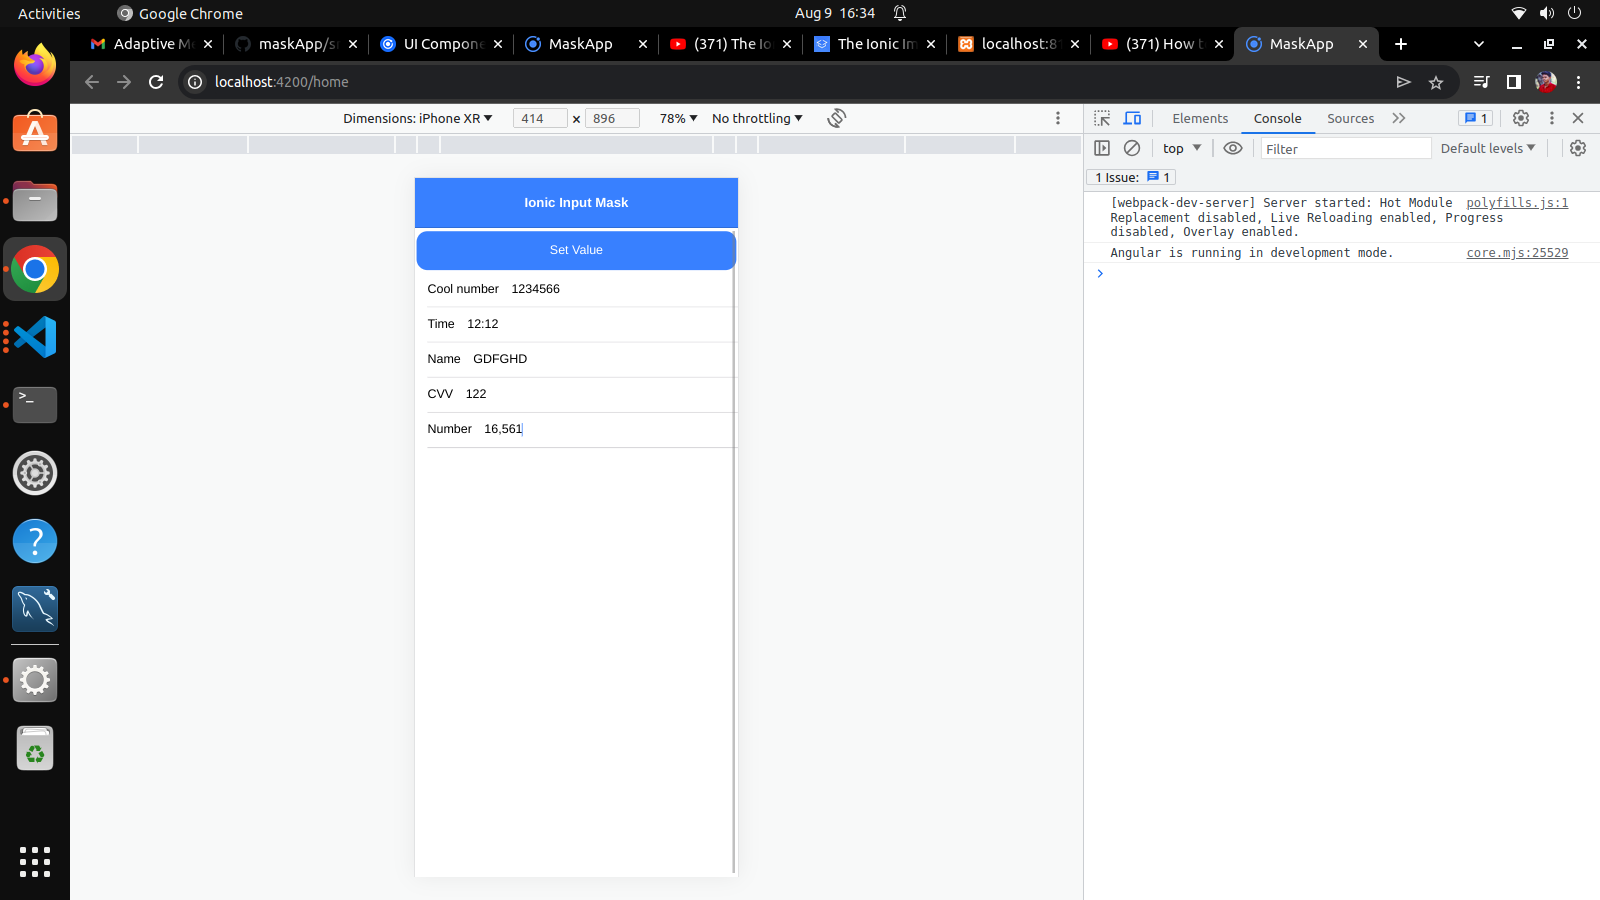 Activities Google Chrome Aug 9 16:34
Adaptive M maskApp/s UI Compone MaskApp (371) The Io The Ionic Im localhost:8 (371) How t MaskApp
localhost:4200/home
Dimensions: iPhone XR 414 × 896 78% No throttling
Elements Console Sources 1
top Filter Default levels
1 Issue: 1
[webpack-dev-server] Server started: Hot Module polyfills.js:1
Replacement disabled, Live Reloading enabled, Progress
disabled, Overlay enabled.
Angular is running in development mode. core.mjs:25529
Ionic Input Mask
Set Value
Cool number 1234566
Time 12:12
Name GDFGHD
CVV 122
Number 16,561